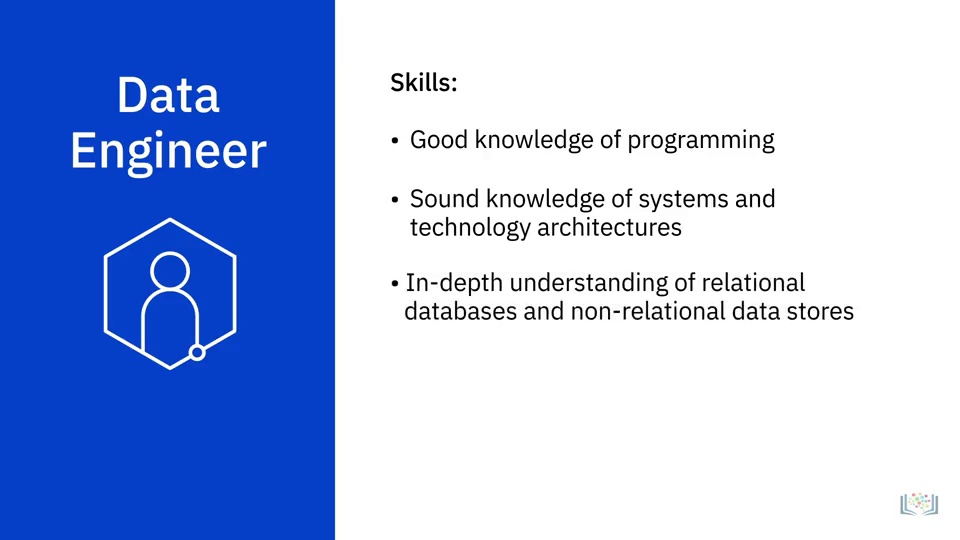 Data
Engineer
Skills:
• Good knowledge of programming
• Sound knowledge of systems and
technology architectures
• In-depth understanding of relational
databases and non-relational data stores